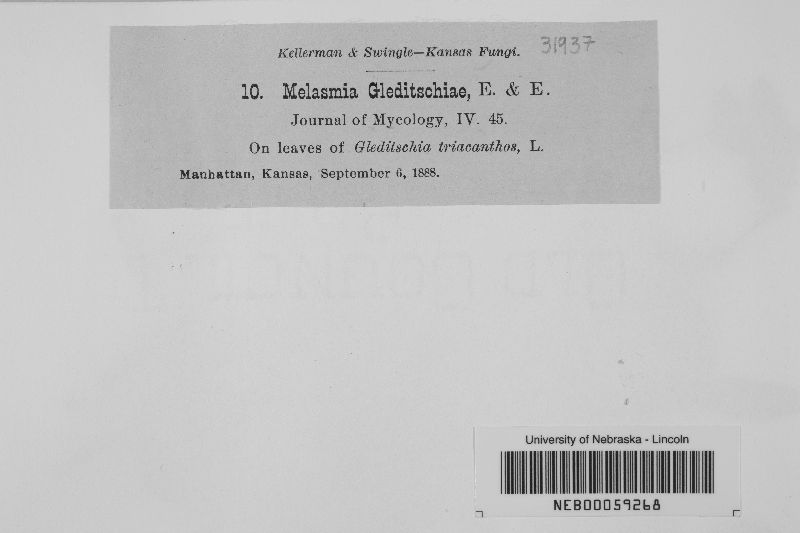 Kellerman & Swingle—Kansas Fungi. 31937
10. Melasmia Gleditschiae, E. & E.
Journal of Mycology, IV. 45.
On leaves of Gleditschia triacanthos, L.
Manhattan, Kansas, September 6, 1888.
University of Nebraska - Lincoln
NEB00059268